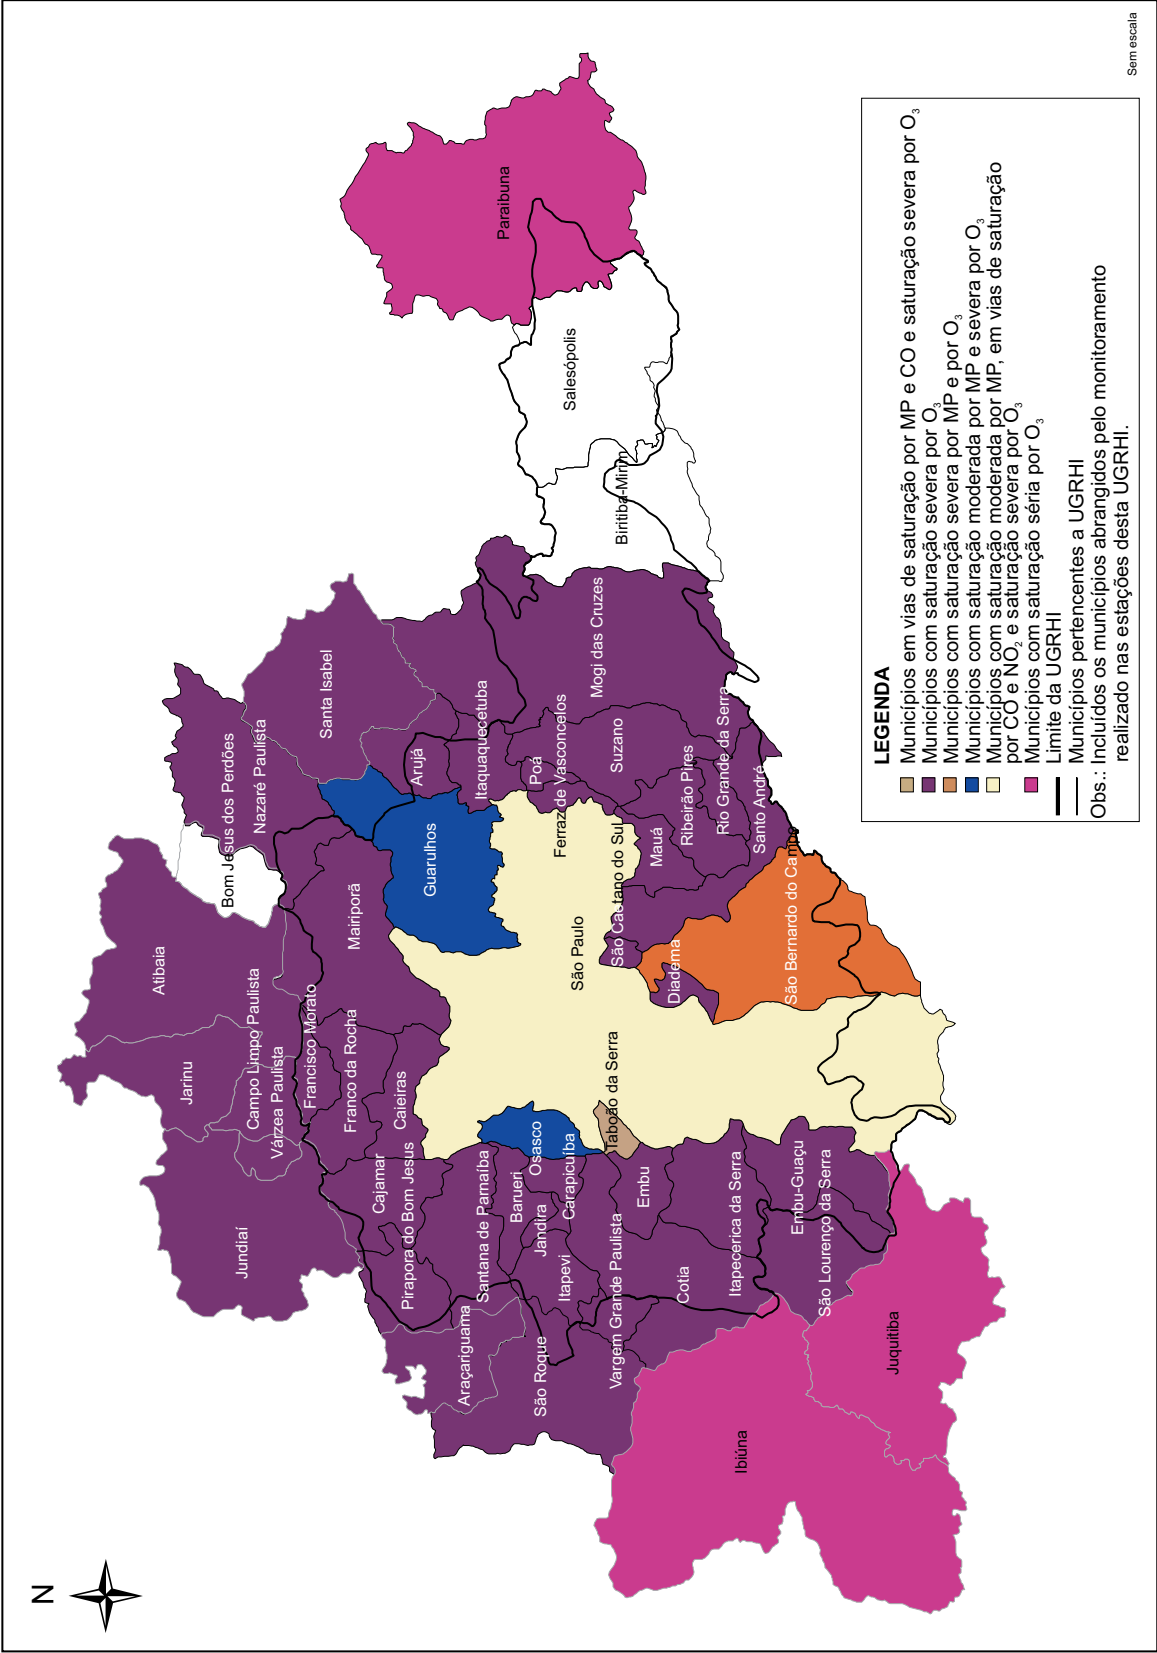 N
Paraibuna
Salesópolis
Biritiba-Mirim
Santa Isabel
Mogi das Cruzes
Bom Jesus dos Perdões
Nazaré Paulista
Arujá
Itaquaquecetuba
Poá
Ferraz de Vasconcelos
Suzano
Ribeirão Pires
Rio Grande da Serra
Santo André
Mauá
Guarulhos
São Caetano do Sul
Mairiporã
Atibaia
São Paulo
Diadema
São Bernardo do Campo
Jarinu
Campo Limpo Paulista
Várzea Paulista
Francisco Morato
Franco da Rocha
Caieiras
Taboão da Serra
Jundiaí
Cajamar
Pirapora do Bom Jesus
Santana de Parnaíba
Barueri
Osasco
Jandira
Carapicuíba
Itapevi
Embu
Vargem Grande Paulista
Cotia
Itapecerica da Serra
Embu-Guaçu
São Lourenço da Serra
Araçariguama
São Roque
Ibiúna
Juquitiba
LEGENDA
Municípios em vias de saturação por MP e CO e saturação severa por O₃
Municípios com saturação severa por O₃
Municípios com saturação severa por MP e por O₃
Municípios com saturação moderada por MP e severa por O₃
Municípios com saturação moderada por MP, em vias de saturação
por CO e NO₂ e saturação severa por O₃
Municípios com saturação séria por O₃
Limite da UGRHI
Municípios pertencentes a UGRHI
Obs.: Incluídos os municípios abrangidos pelo monitoramento
realizado nas estações desta UGRHI.
Sem escala